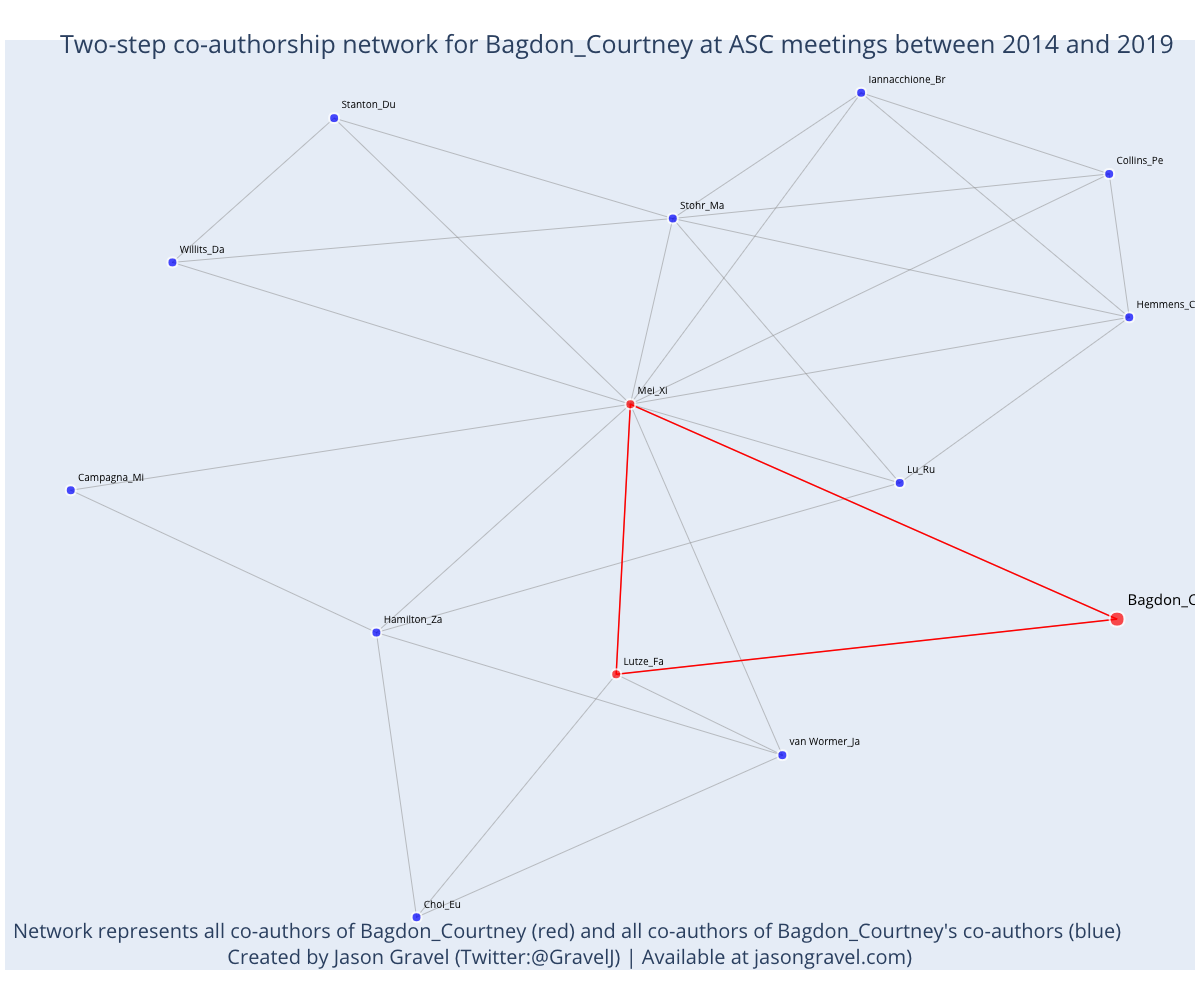 Two-step co-authorship network for Bagdon_Courtney at ASC meetings between 2014 and 2019
Iannacchione_Br
Stanton_Du
Collins_Pe
Stohr_Ma
Willits_Da
Hemmens_C
Mei_Xi
Lu_Ru
Campagna_Mi
Bagdon_C
Hamilton_Za
Lutze_Fa
van Wormer_Ja
Choi_Eu
Network represents all co-authors of Bagdon_Courtney (red) and all co-authors of Bagdon_Courtney's co-authors (blue)
Created by Jason Gravel (Twitter:@GravelJ) | Available at jasongravel.com)